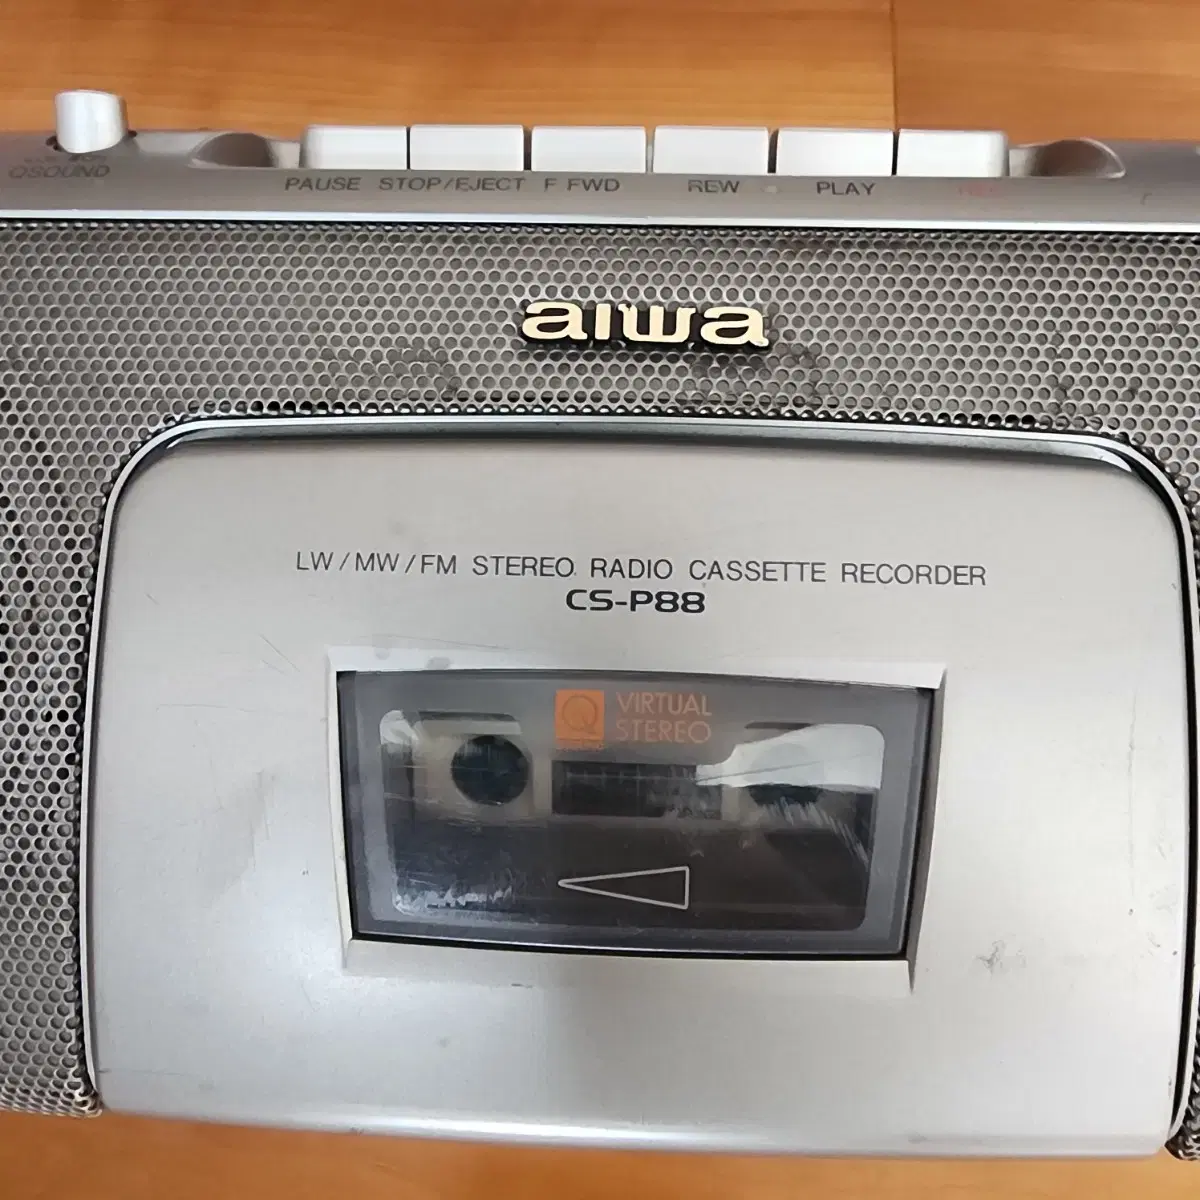 QSOUND
PAUSE STOP/EJECT F FWD REW PLAY REC
aiwa
LW/MW/FM STEREO RADIO CASSETTE RECORDER
CS-P88
Q VIRTUAL
STEREO